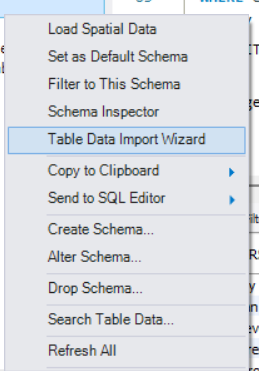 WHERE
Load Spatial Data
Set as Default Schema
Filter to This Schema
Schema Inspector
Table Data Import Wizard
Copy to Clipboard
Send to SQL Editor
Create Schema...
Alter Schema...
Drop Schema...
Search Table Data...
Refresh All